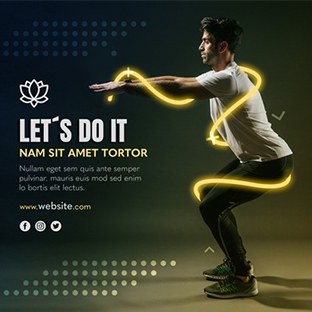 LET´S DO IT
NAM SIT AMET TORTOR
Nullam eget sem quis ante semper
pulvinar. mauris euis mod sed enim
lo bortis elit lectus.
www.website.com